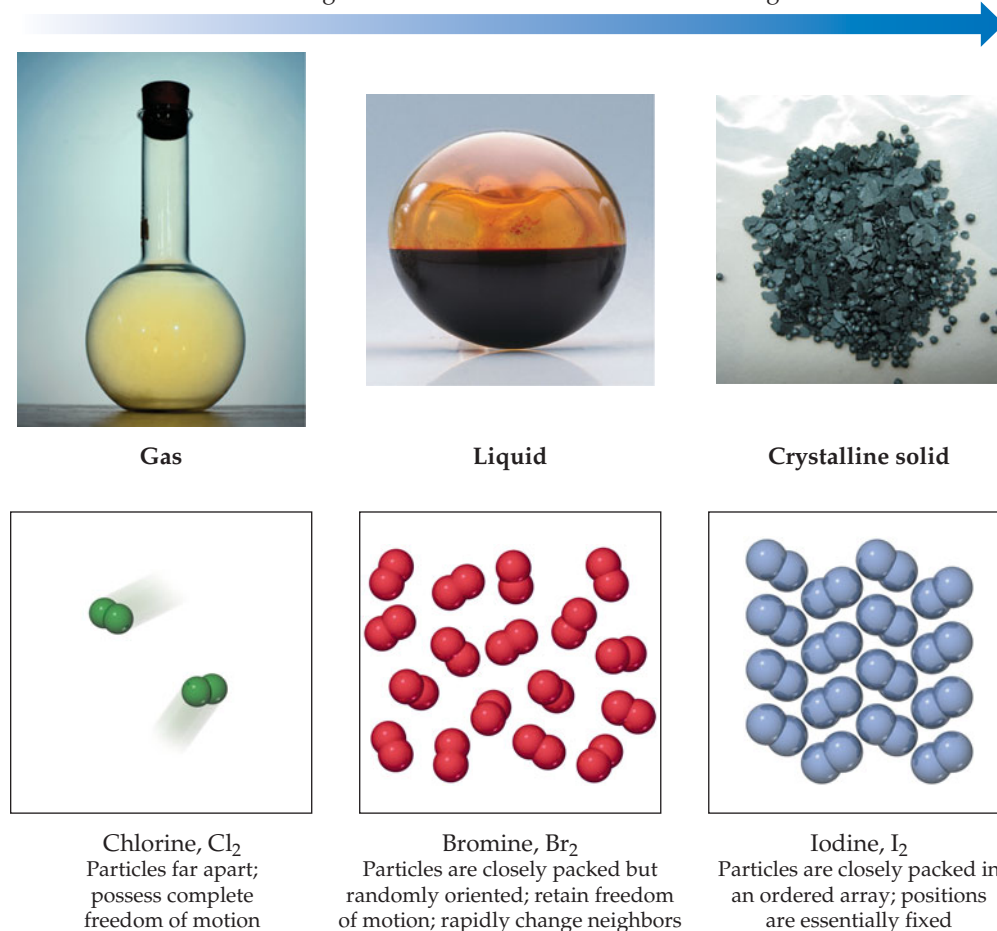 Gas
Liquid
Crystalline solid
Chlorine, Cl₂
Particles far apart;
possess complete
freedom of motion
Bromine, Br₂
Particles are closely packed but
randomly oriented; retain freedom
of motion; rapidly change neighbors
Iodine, I₂
Particles are closely packed in
an ordered array; positions
are essentially fixed